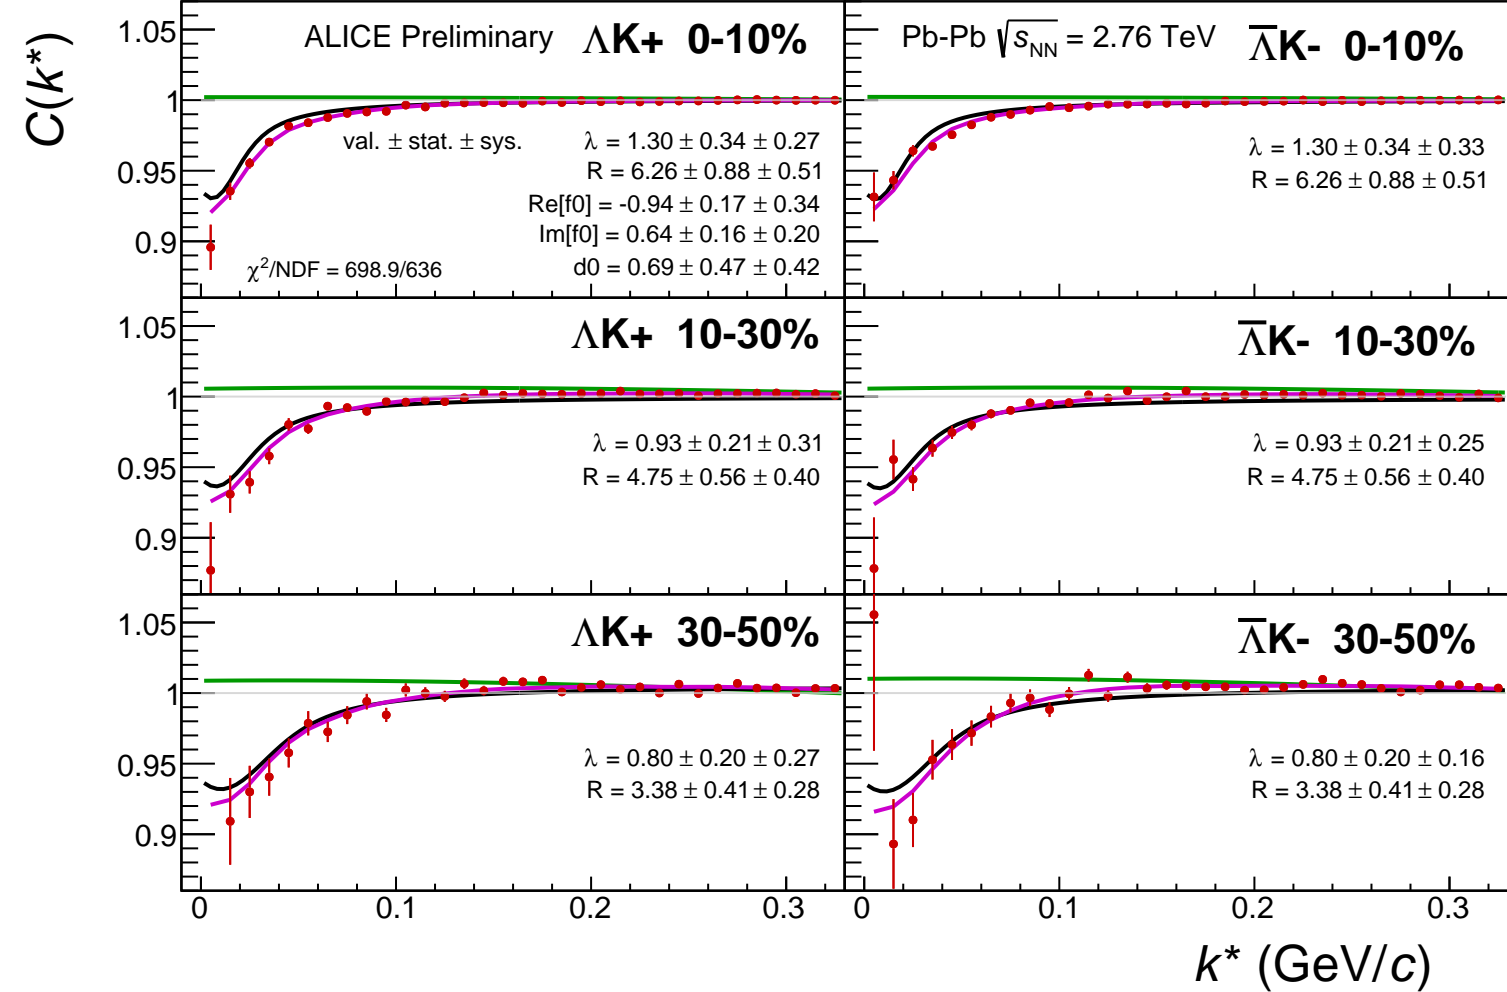 C(k*)
ALICE Preliminary ΛK+ 0-10%
val. ± stat. ± sys.
λ = 1.30 ± 0.34 ± 0.27
R = 6.26 ± 0.88 ± 0.51
Re[f0] = -0.94 ± 0.17 ± 0.34
Im[f0] = 0.64 ± 0.16 ± 0.20
d0 = 0.69 ± 0.47 ± 0.42
χ²/NDF = 698.9/636
1.05
1
0.95
0.9
Pb-Pb √sNN = 2.76 TeV Λ̅K- 0-10%
λ = 1.30 ± 0.34 ± 0.33
R = 6.26 ± 0.88 ± 0.51
ΛK+ 10-30%
λ = 0.93 ± 0.21 ± 0.31
R = 4.75 ± 0.56 ± 0.40
1.05
1
0.95
0.9
Λ̅K- 10-30%
λ = 0.93 ± 0.21 ± 0.25
R = 4.75 ± 0.56 ± 0.40
ΛK+ 30-50%
λ = 0.80 ± 0.20 ± 0.27
R = 3.38 ± 0.41 ± 0.28
1.05
1
0.95
0.9
Λ̅K- 30-50%
λ = 0.80 ± 0.20 ± 0.16
R = 3.38 ± 0.41 ± 0.28
0 0.1 0.2 0.3
0 0.1 0.2 0.3
k* (GeV/c)